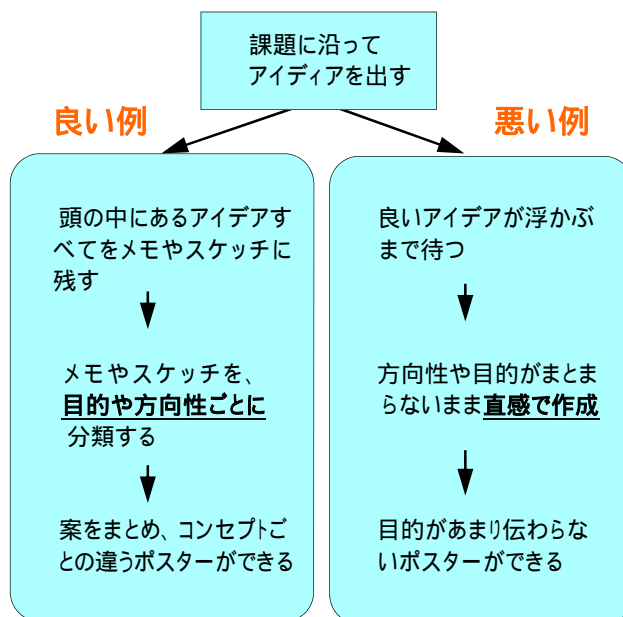 課題に沿って
アイディアを出す
良い例
頭の中にあるアイデアす
べてをメモやスケッチに
残す
メモやスケッチを、
目的や方向性ごとに
分類する
案をまとめ、コンセプトご
との違うポスターができる
悪い例
良いアイデアが浮かぶ
まで待つ
方向性や目的がまとま
らないまま直感で作成
目的があまり伝わらな
いポスターができる